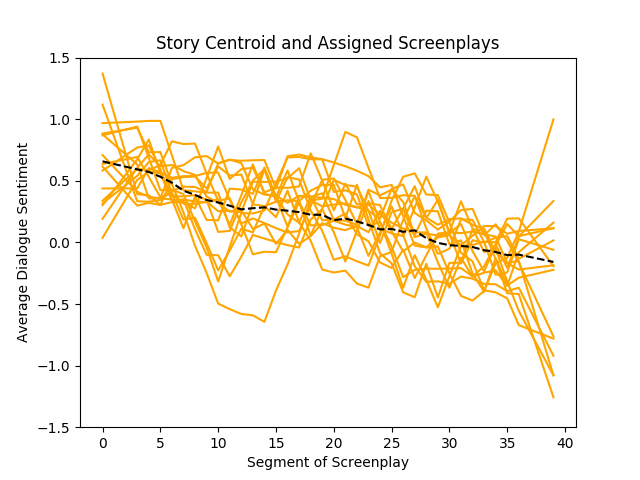 Story Centroid and Assigned Screenplays
Average Dialogue Sentiment
1.5
1.0
0.5
0.0
−0.5
−1.0
−1.5
0 5 10 15 20 25 30 35 40
Segment of Screenplay